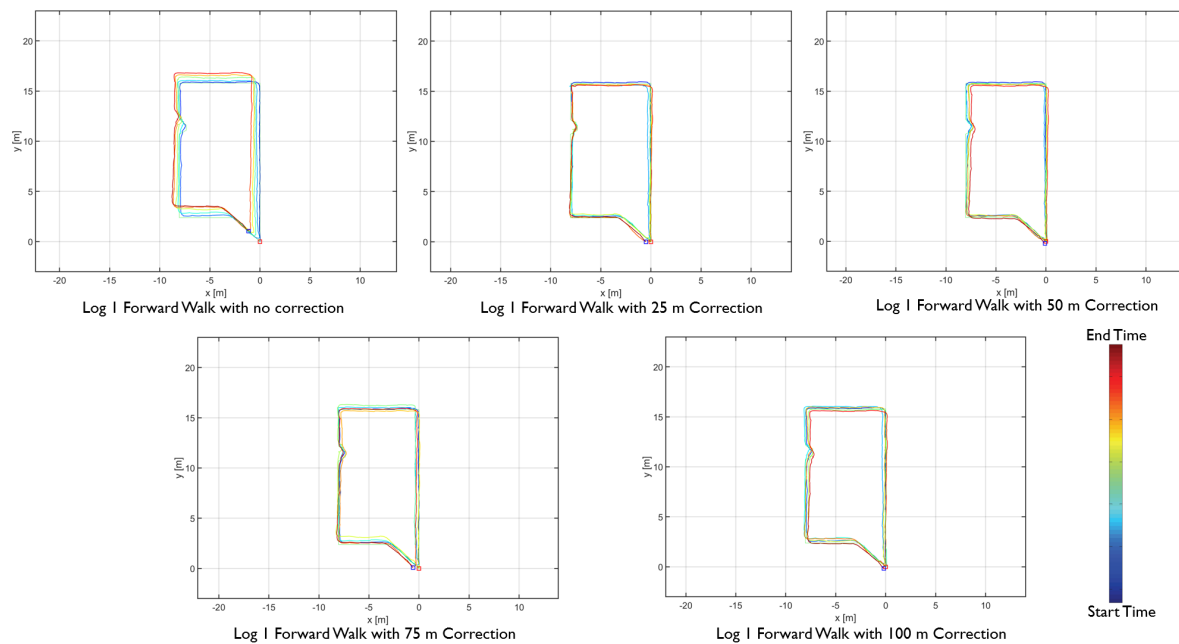 20
15
10
5
0
y [m]
-20 -15 -10 -5 0 5 10
x [m]
Log 1 Forward Walk with no correction
20
15
10
5
0
y [m]
-20 -15 -10 -5 0 5 10
x [m]
Log 1 Forward Walk with 25 m Correction
20
15
10
5
0
y [m]
-20 -15 -10 -5 0 5 10
x [m]
Log 1 Forward Walk with 50 m Correction
20
15
10
5
0
y [m]
-20 -15 -10 -5 0 5 10
x [m]
Log 1 Forward Walk with 75 m Correction
20
15
10
5
0
y [m]
-20 -15 -10 -5 0 5 10
x [m]
Log 1 Forward Walk with 100 m Correction
End Time
Start Time